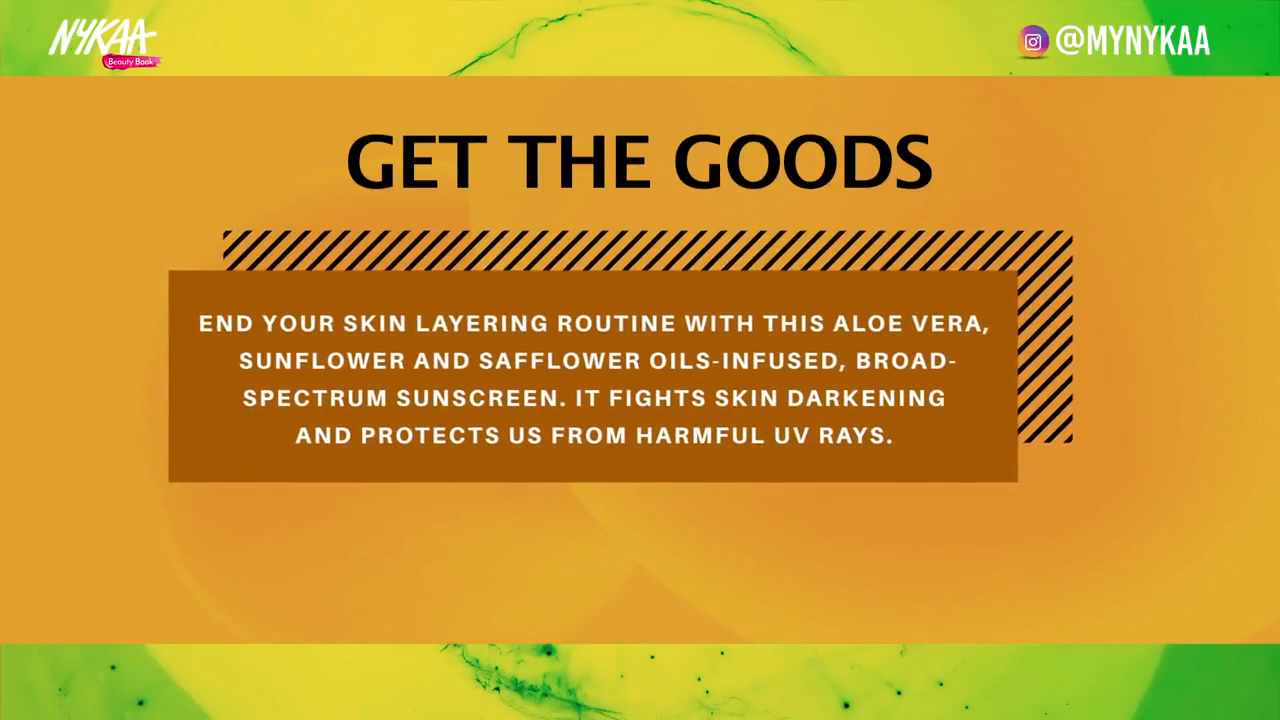 NYKAA
Beauty Book
@MYNYKAA
GET THE GOODS
END YOUR SKIN LAYERING ROUTINE WITH THIS ALOE VERA,
SUNFLOWER AND SAFFLOWER OILS-INFUSED, BROAD-
SPECTRUM SUNSCREEN. IT FIGHTS SKIN DARKENING
AND PROTECTS US FROM HARMFUL UV RAYS.